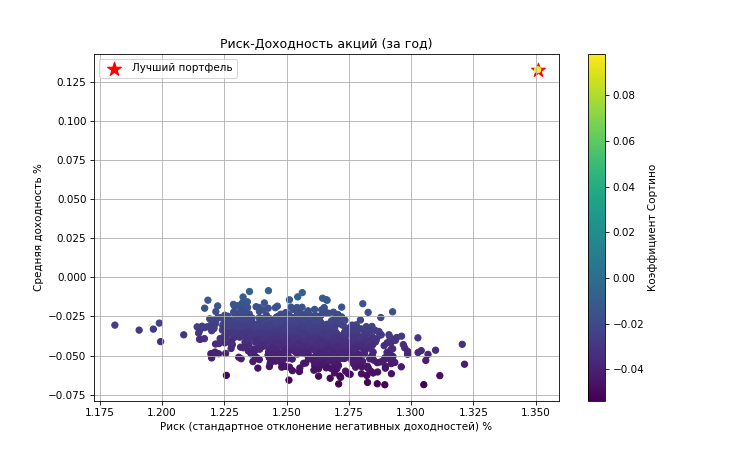 Риск-Доходность акций (за год)
Лучший портфель
Средняя доходность %
0.125
0.100
0.075
0.050
0.025
0.000
−0.025
−0.050
−0.075
1.175 1.200 1.225 1.250 1.275 1.300 1.325 1.350
Риск (стандартное отклонение негативных доходностей) %
0.08
0.06
0.04
0.02
0.00
−0.02
−0.04
Коэффициент Сортино